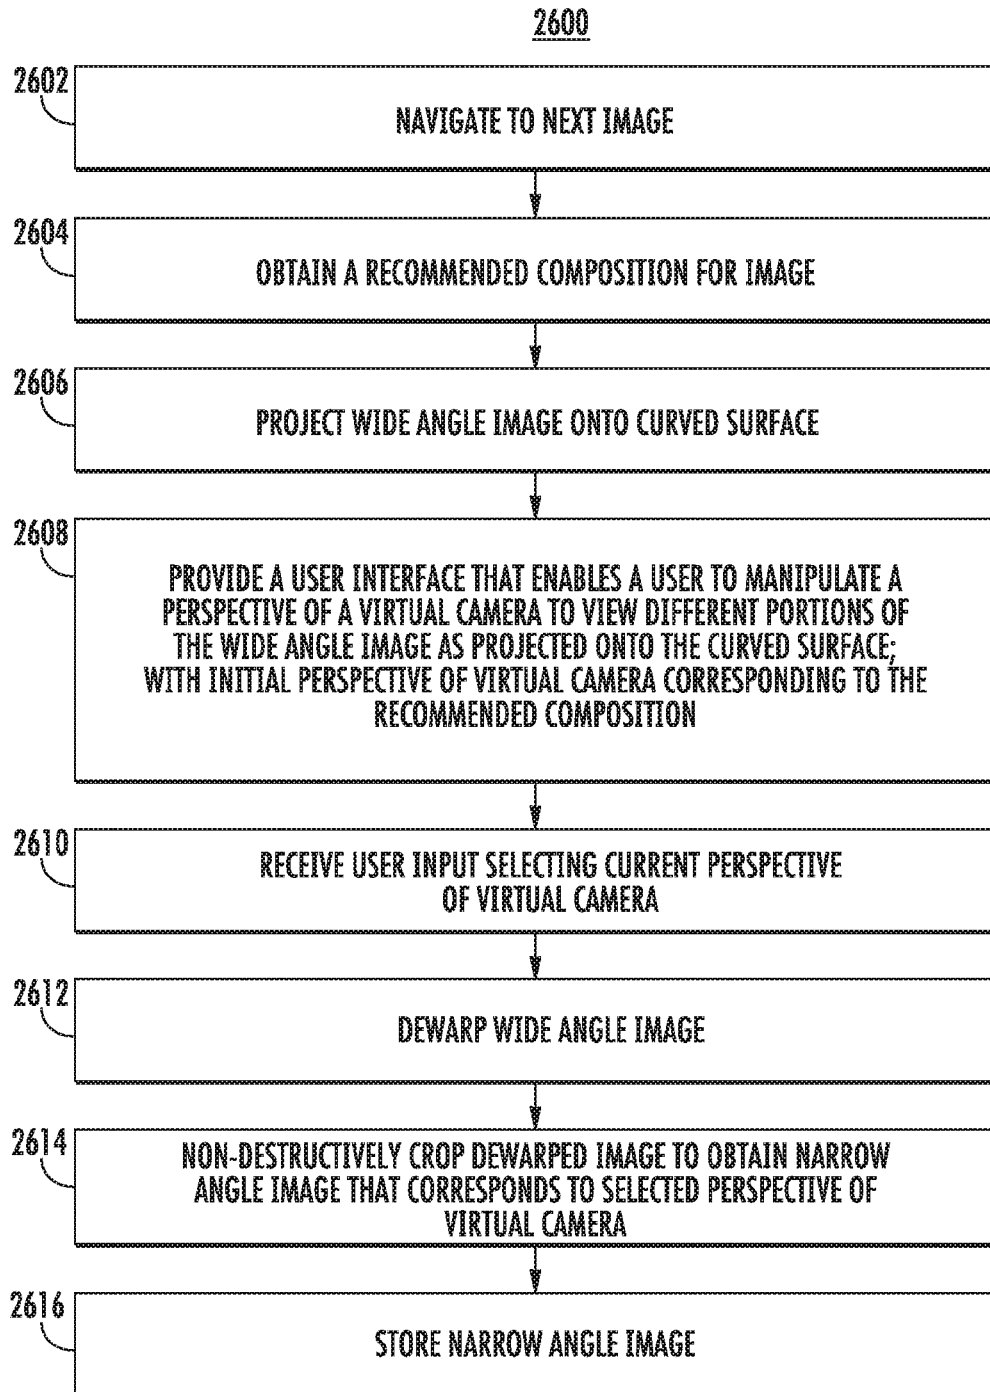 2600
2602
NAVIGATE TO NEXT IMAGE
2604
OBTAIN A RECOMMENDED COMPOSITION FOR IMAGE
2606
PROJECT WIDE ANGLE IMAGE ONTO CURVED SURFACE
2608
PROVIDE A USER INTERFACE THAT ENABLES A USER TO MANIPULATE A
PERSPECTIVE OF A VIRTUAL CAMERA TO VIEW DIFFERENT PORTIONS OF
THE WIDE ANGLE IMAGE AS PROJECTED ONTO THE CURVED SURFACE;
WITH INITIAL PERSPECTIVE OF VIRTUAL CAMERA CORRESPONDING TO THE
RECOMMENDED COMPOSITION
2610
RECEIVE USER INPUT SELECTING CURRENT PERSPECTIVE
OF VIRTUAL CAMERA
2612
DEWARP WIDE ANGLE IMAGE
2614
NON-DESTRUCTIVELY CROP DEWARPED IMAGE TO OBTAIN NARROW
ANGLE IMAGE THAT CORRESPONDS TO SELECTED PERSPECTIVE OF
VIRTUAL CAMERA
2616
STORE NARROW ANGLE IMAGE